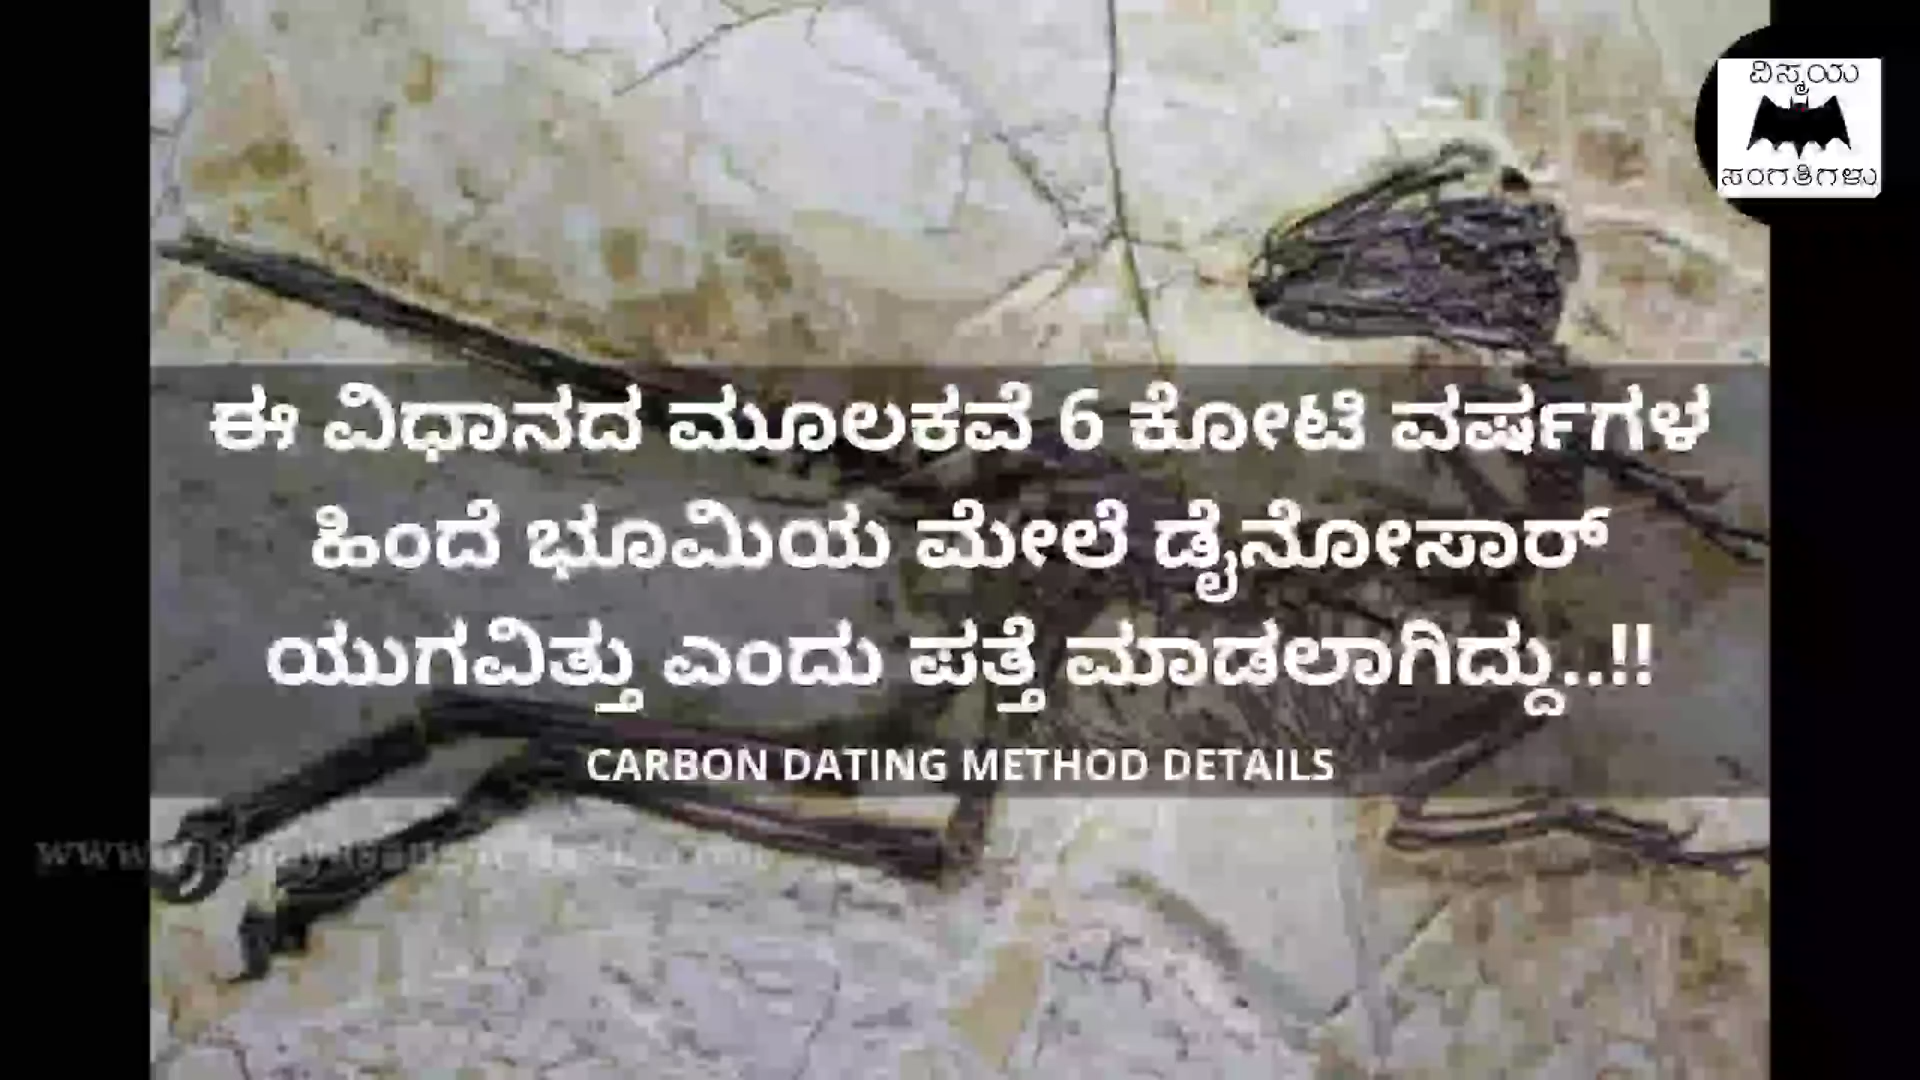 ವಿಸ್ಮಯ
ಸಂಗತಿಗಳು
ಈ ವಿಧಾನದ ಮೂಲಕವೆ 6 ಕೋಟಿ ವರ್ಷಗಳ
ಹಿಂದೆ ಭೂಮಿಯ ಮೇಲೆ ಡೈನೋಸಾರ್
ಯುಗವಿತ್ತು ಎಂದು ಪತ್ತೆ ಮಾಡಲಾಗಿದ್ದು..!!
CARBON DATING METHOD DETAILS